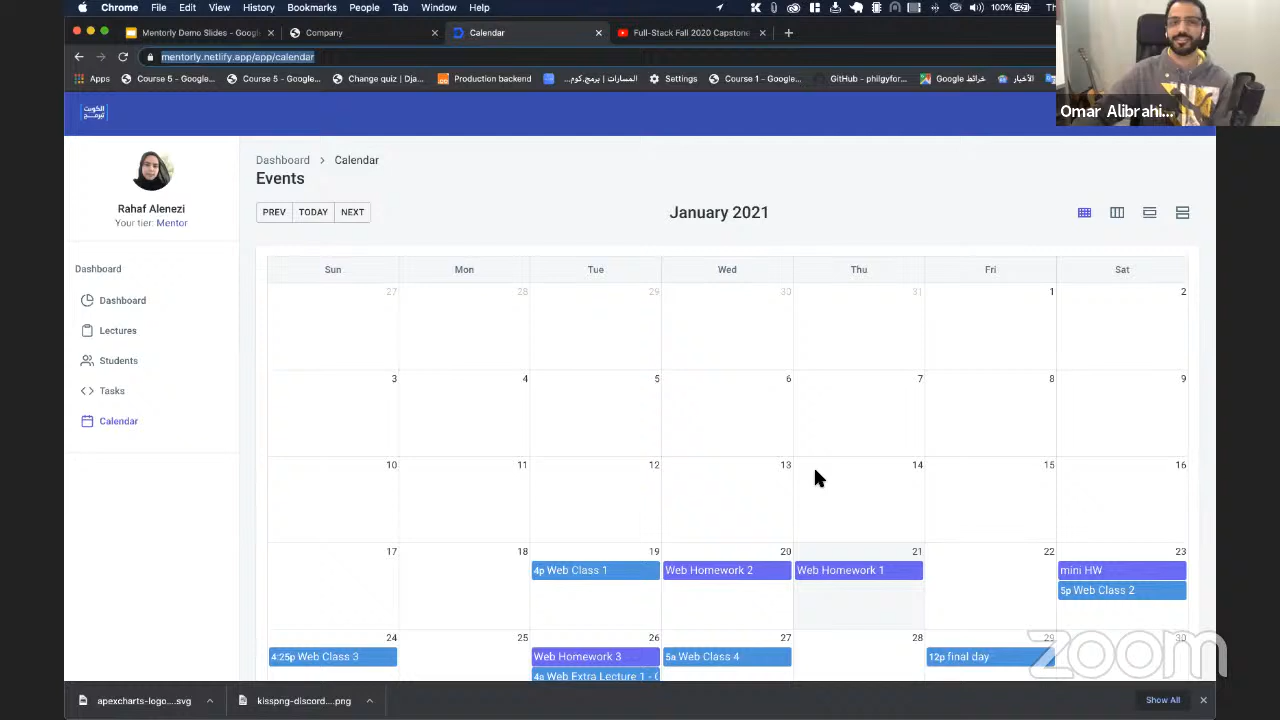 Chrome File Edit View History Bookmarks People Tab Window Help 100% Th
Mentorly Demo Slides - Googl
Company
Calendar
Full-Stack Fall 2020 Capstone
mentorly.netlify.app/app/calendar
Apps
Course 5 - Google...
Course 5 - Google...
Change quiz | Dja...
Production backend
المسارات | برمج.كوم...
Settings
Course 1 – Google...
GitHub - philgyfor...
خرائط Google
الأخبار
Omar Alibrahi...
الكويت
تبرمج
Rahaf Alenezi
Your tier: Mentor
Dashboard
Dashboard
Lectures
Students
Tasks
Calendar
Dashboard > Calendar
Events
PREV TODAY NEXT
January 2021
Sun Mon Tue Wed Thu Fri Sat
27 28 29 30 31 1 2
3 4 5 6 7 8 9
10 11 12 13 14 15 16
17 18 19 20 21 22 23
4p Web Class 1
Web Homework 2
Web Homework 1
mini HW
5p Web Class 2
24 25 26 27 28 29 30
4:25p Web Class 3
Web Homework 3
5a Web Class 4
12p final day
4a Web Extra Lecture 1 -
zoom
apexcharts-logo....svg
kisspng-discord....png
Show All